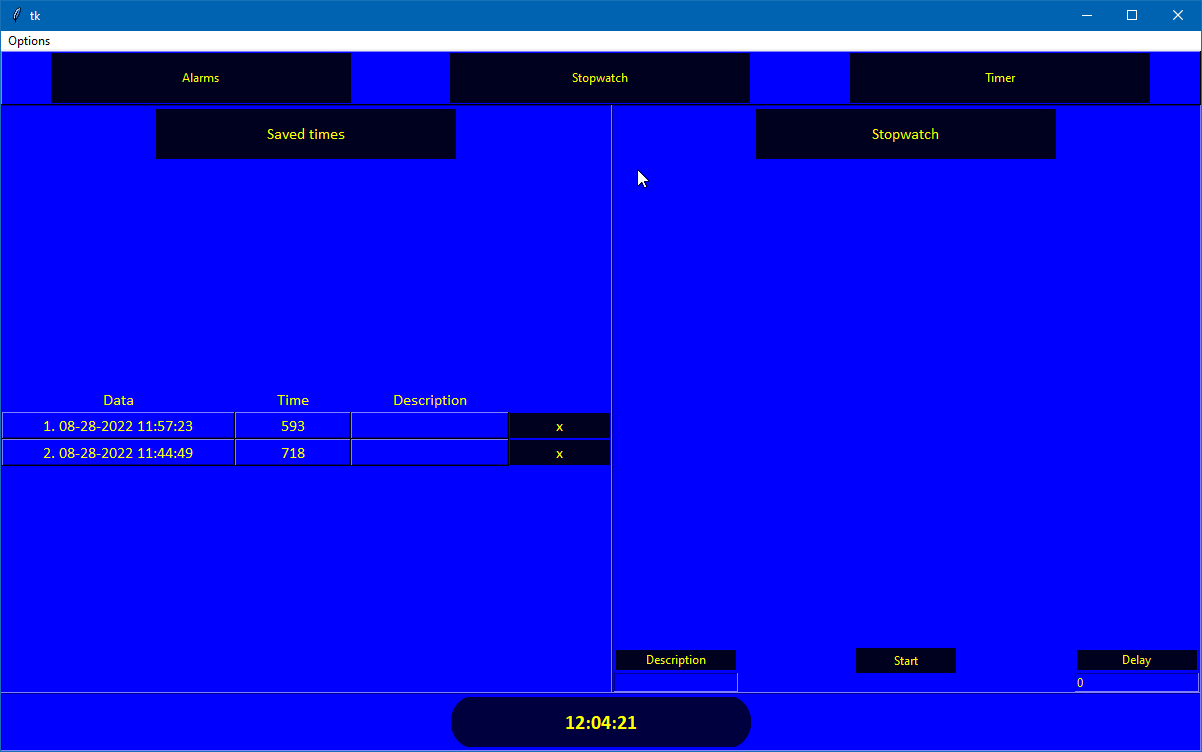 tk
Options
Alarms Stopwatch Timer
Saved times Stopwatch
Data Time Description
1. 08-28-2022 11:57:23 593 x
2. 08-28-2022 11:44:49 718 x
Description Start Delay
0
12:04:21